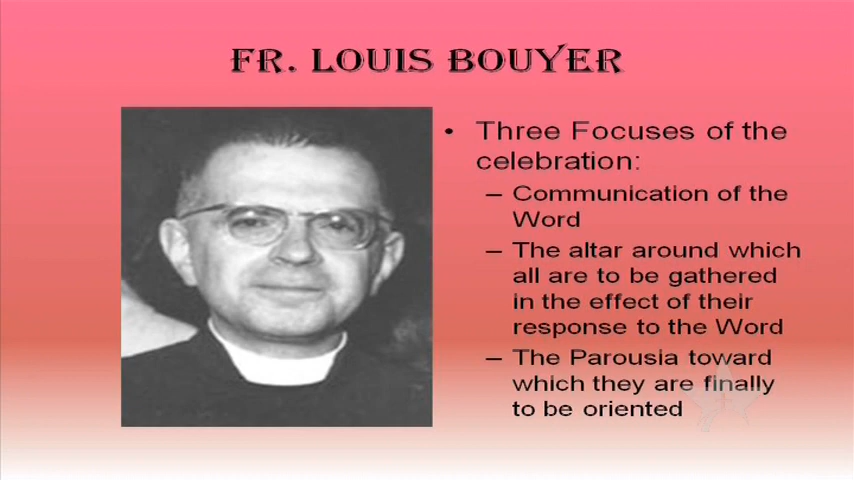 FR. LOUIS BOUYER
• Three Focuses of the
celebration:
– Communication of the
Word
– The altar around which
all are to be gathered
in the effect of their
response to the Word
– The Parousia toward
which they are finally
to be oriented